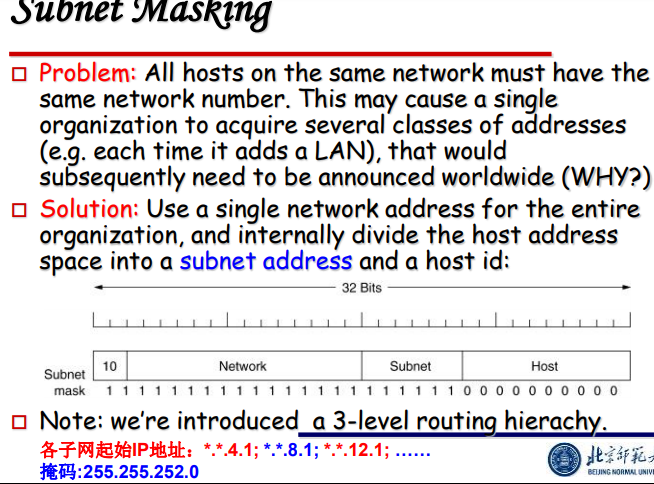 Subnet Masking
Problem: All hosts on the same network must have the
same network number. This may cause a single
organization to acquire several classes of addresses
(e.g. each time it adds a LAN), that would
subsequently need to be announced worldwide (WHY?)
Solution: Use a single network address for the entire
organization, and internally divide the host address
space into a subnet address and a host id:
32 Bits
10 Network Subnet Host
Subnet
mask 1 1 1 1 1 1 1 1 1 1 1 1 1 1 1 1 1 1 1 1 1 1 0 0 0 0 0 0 0 0 0 0
Note: we're introduced a 3-level routing hierachy.
各子网起始IP地址：*.*.4.1; *.*.8.1; *.*.12.1; ……
掩码:255.255.252.0
北京师范大
BEIJING NORMAL UNIV